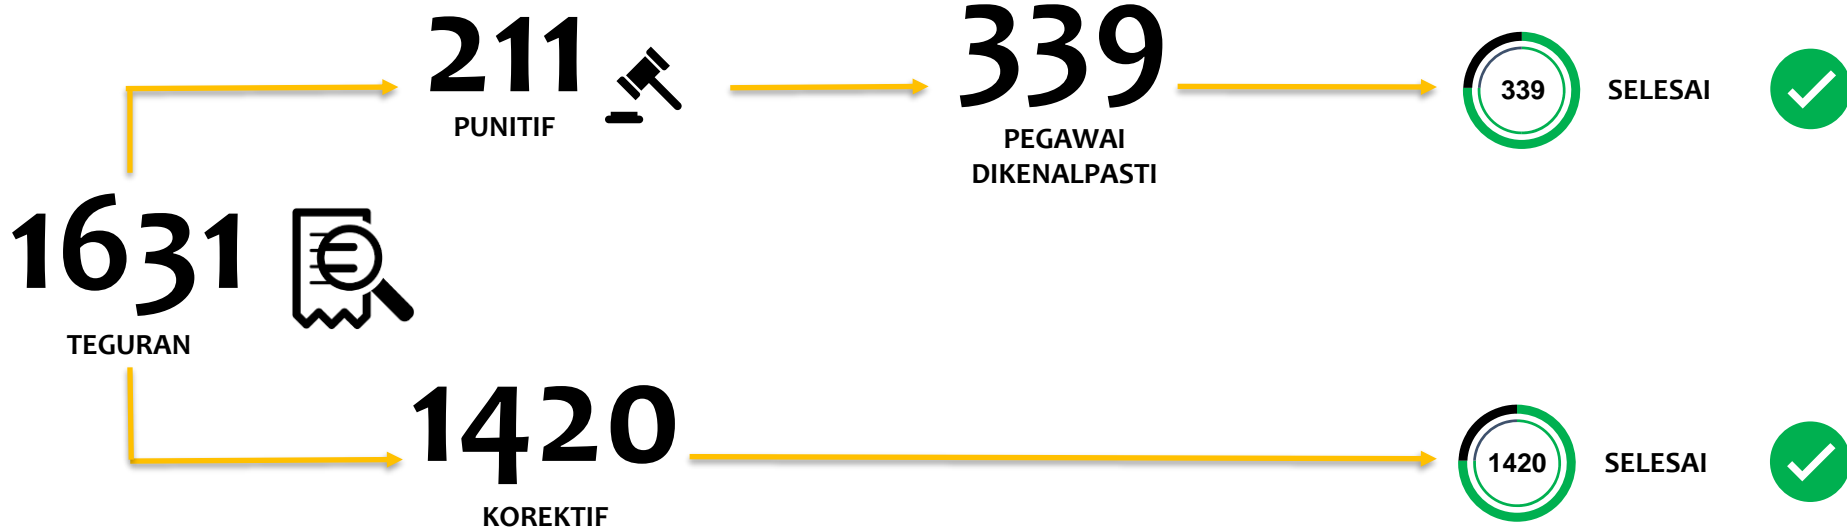 211
PUNITIF
339
PEGAWAI
DIKENALPASTI
339
SELESAI
1631
TEGURAN
1420
KOREKTIF
1420
SELESAI